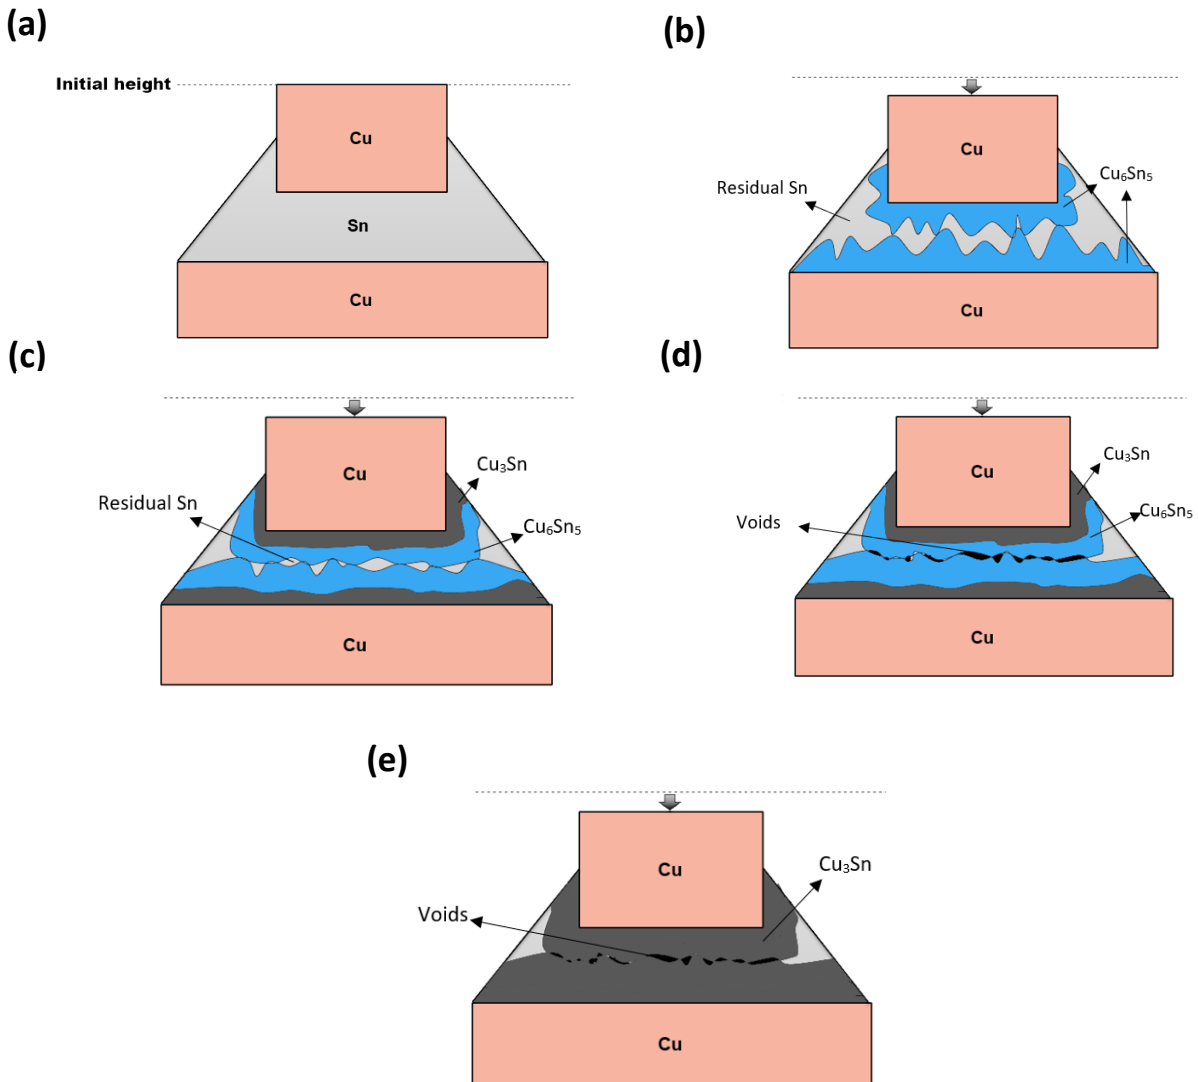 (a)
Initial height
Cu
Sn
Cu
(b)
Cu
Residual Sn
Cu₆Sn₅
Cu
(c)
Cu
Cu₃Sn
Residual Sn
Cu₆Sn₅
Cu
(d)
Cu
Cu₃Sn
Voids
Cu₆Sn₅
Cu
(e)
Cu
Cu₃Sn
Voids
Cu